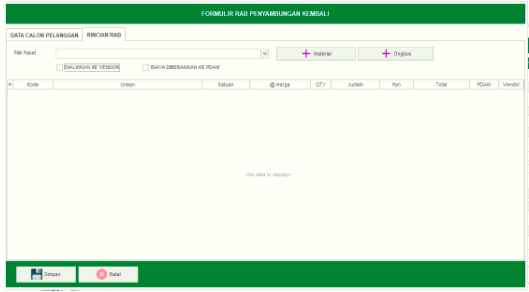 FORMULIR RAB PENYAMBUNGAN KEMBALI
DATA CALON PELANGGAN RINCIAN RAB
Pilih Paket Material Ongkos
DIALIHKAN KE VENDOR BIAYA DIBEBANKAN KE PDAM
Kode Uraian Satuan @ Harga QTY Jumlah Ppn Total PDAM Vendor
<No data to display>
Simpan Batal